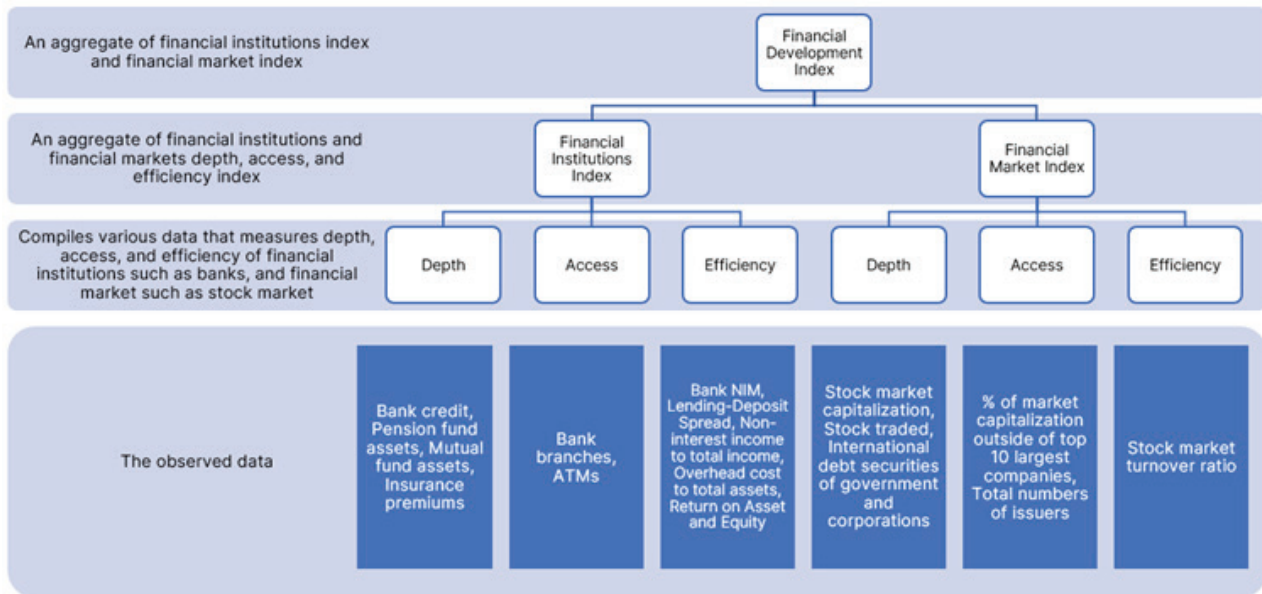 An aggregate of financial institutions index
and financial market index
Financial
Development
Index
An aggregate of financial institutions and
financial markets depth, access, and
efficiency index
Financial
Institutions
Index
Financial
Market Index
Compiles various data that measures depth,
access, and efficiency of financial
institutions such as banks, and financial
market such as stock market
Depth
Access
Efficiency
Depth
Access
Efficiency
The observed data
Bank credit,
Pension fund
assets, Mutual
fund assets,
Insurance
premiums
Bank
branches,
ATMs
Bank NIM,
Lending-Deposit
Spread, Non-
interest income
to total income,
Overhead cost
to total assets,
Return on Asset
and Equity
Stock market
capitalization,
Stock traded,
International
debt securities
of government
and
corporations
% of market
capitalization
outside of top
10 largest
companies,
Total numbers
of issuers
Stock market
turnover ratio